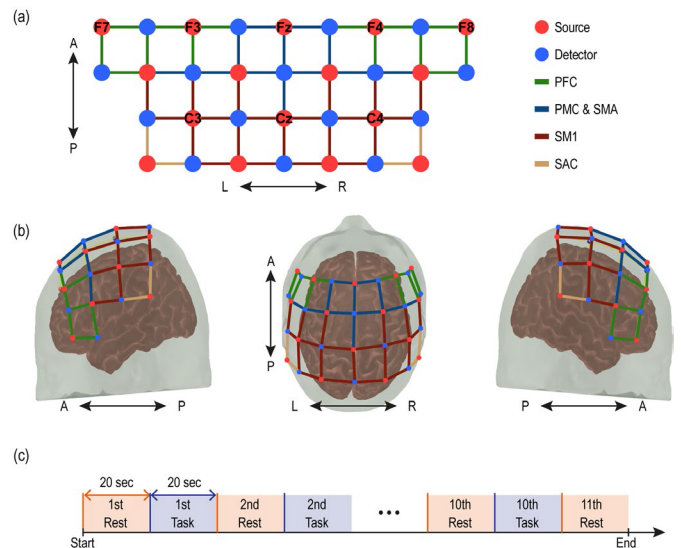 (a)
F7 F3 Fz F4 F8
A
P
C3 Cz C4
L R
Source
Detector
PFC
PMC & SMA
SM1
SAC
(b)
A P
A
P
L R
P A
(c)
20 sec 20 sec
1st 1st 2nd 2nd 10th 10th 11th
Rest Task Rest Task ... Rest Task Rest
Start End